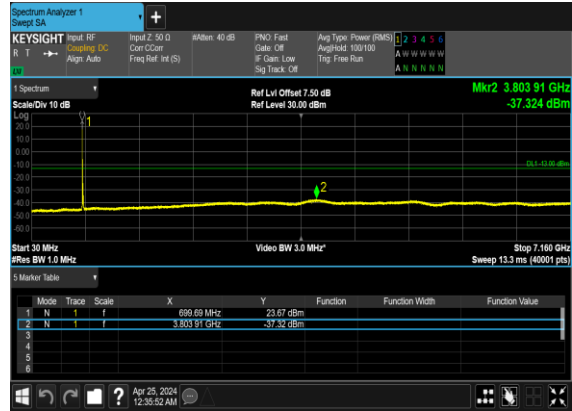 Spectrum Analyzer 1
Swept SA
+
KEYSIGHT Input: RF Input Z: 50 Ω #Atten: 40 dB PNO: Fast Avg Type: Power (RMS) 1 2 3 4 5 6
R T Coupling: DC Corr CCorr Gate: Off Avg|Hold: 100/100 A W W W W W
Align: Auto Freq Ref: Int (S) IF Gain: Low Trig: Free Run
Sig Track: Off A N N N N N
1 Spectrum Ref Lvl Offset 7.50 dB Mkr2 3.803 91 GHz
Scale/Div 10 dB Ref Level 30.00 dBm -37.324 dBm
Log
1
20.0
10.0
0.00
-10.0 DL1 -13.00 dBm
-20.0
-30.0 2
-40.0
-50.0
-60.0
Start 30 MHz Video BW 3.0 MHz* Stop 7.160 GHz
#Res BW 1.0 MHz Sweep 13.3 ms (40001 pts)
5 Marker Table
Mode Trace Scale X Y Function Function Width Function Value
1 N 1 f 699.69 MHz 23.67 dBm
2 N 1 f 3.803 91 GHz -37.32 dBm
3
4
5
6
? Apr 25, 2024
12:35:52 AM